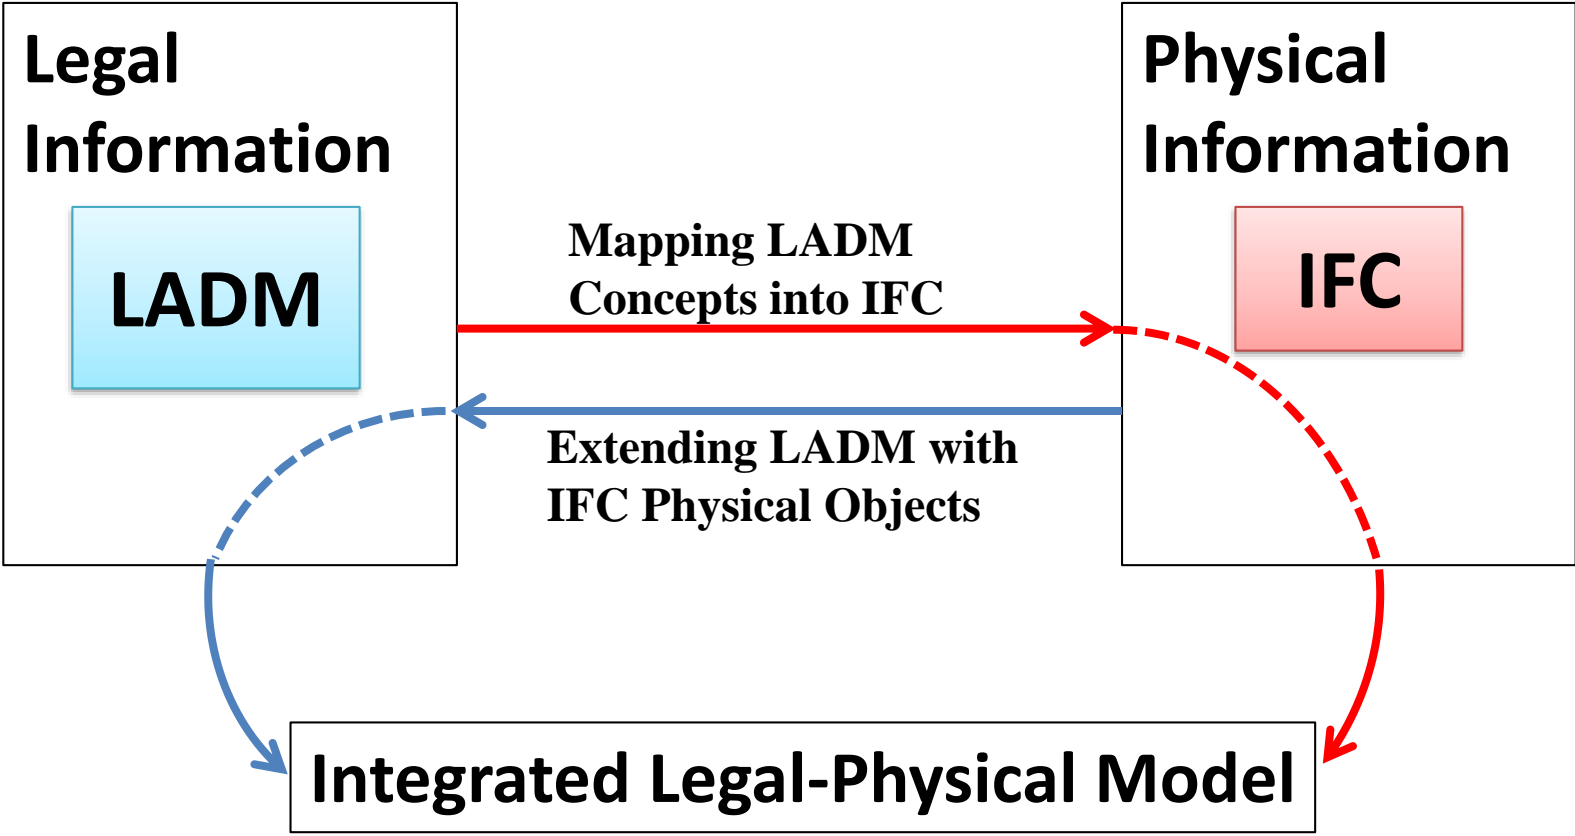 Legal
Information
LADM
Mapping LADM
Concepts into IFC
Extending LADM with
IFC Physical Objects
Physical
Information
IFC
Integrated Legal-Physical Model